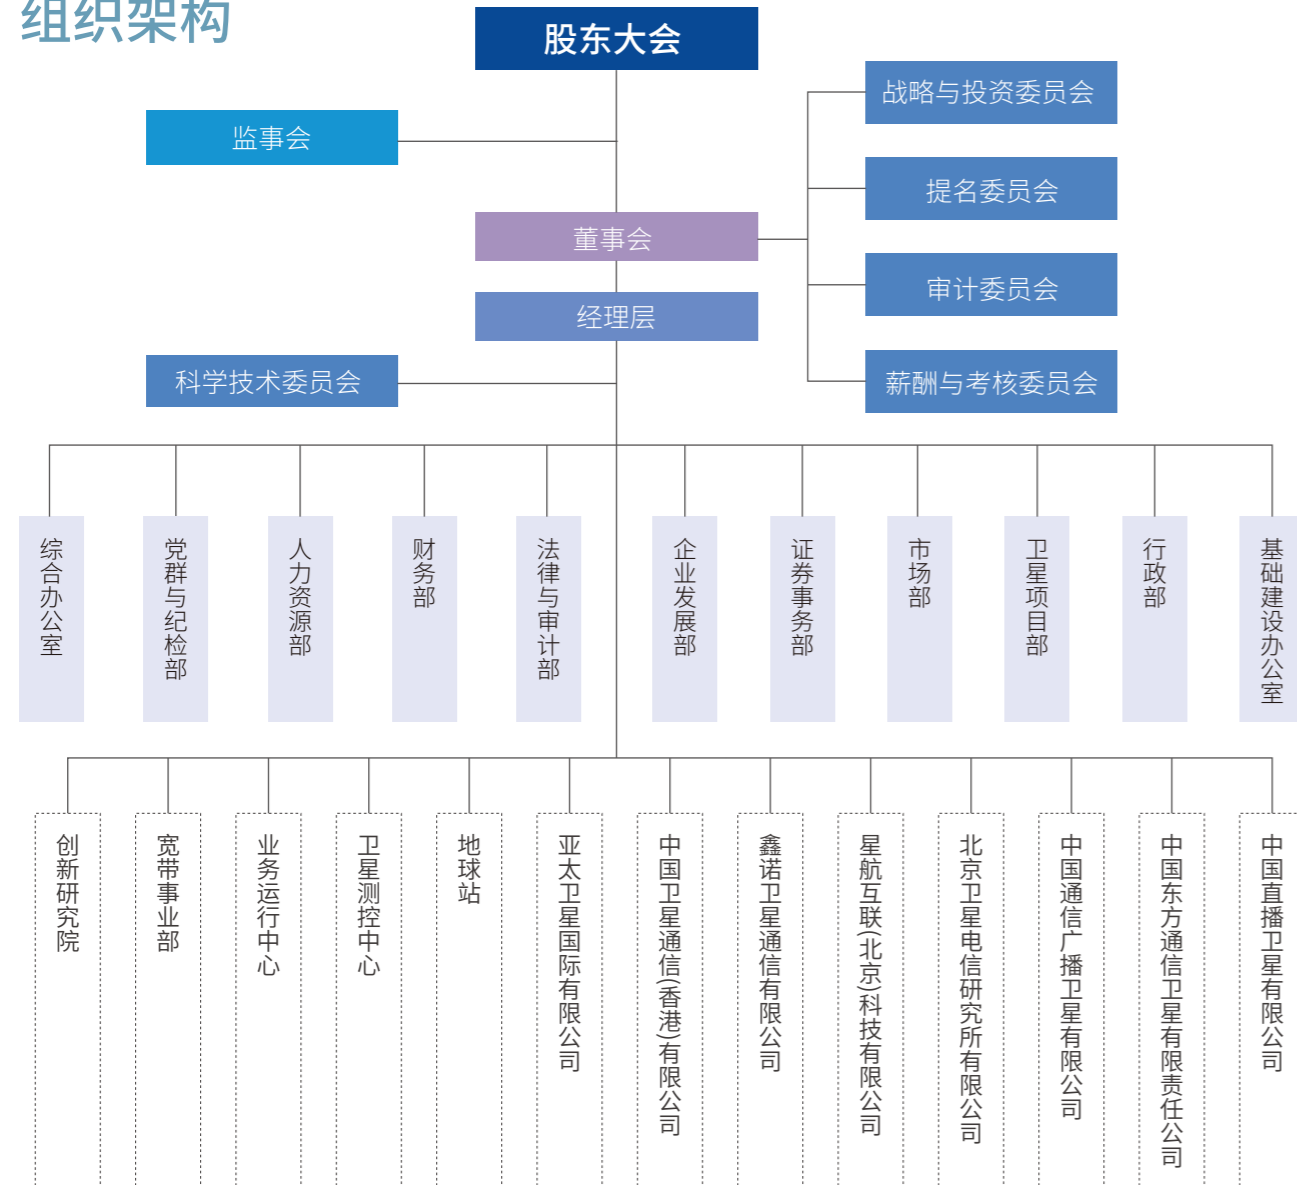 组织架构
股东大会
战略与投资委员会
监事会
提名委员会
董事会
审计委员会
经理层
科学技术委员会
薪酬与考核委员会
综合办公室
党群与纪检部
人力资源部
财务部
法律与审计部
企业发展部
证券事务部
市场部
卫星项目部
行政部
基础建设办公室
创新研究院
宽带事业部
业务运行中心
卫星测控中心
地球站
亚太卫星国际有限公司
中国卫星通信(香港)有限公司
鑫诺卫星通信有限公司
星航互联(北京)科技有限公司
北京卫星电信研究所有限公司
中国通信广播卫星有限公司
中国东方通信卫星有限责任公司
中国直播卫星有限公司